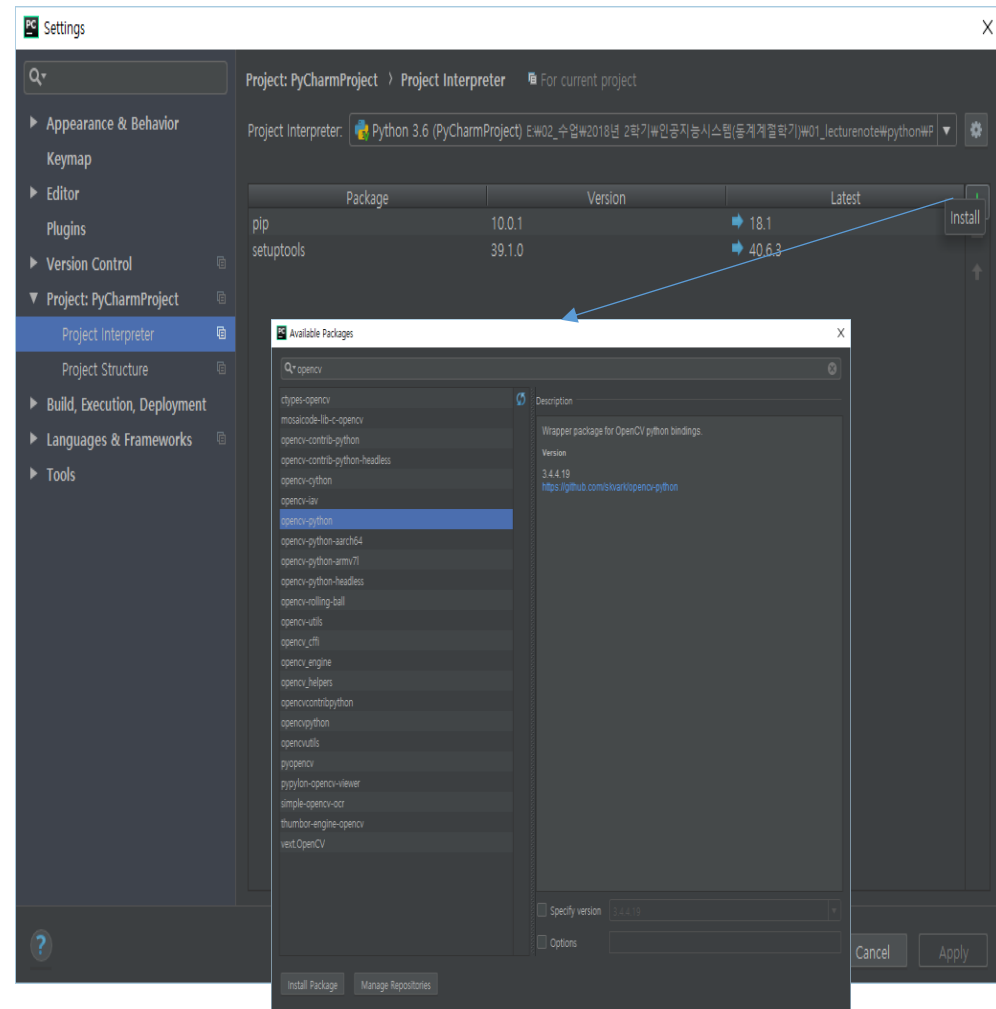 Settings
X
Project: PyCharmProject › Project Interpreter For current project
Appearance & Behavior
Keymap
Editor
Plugins
Version Control
Project: PyCharmProject
Project Interpreter
Project Structure
Build, Execution, Deployment
Languages & Frameworks
Tools
Project Interpreter: Python 3.6 (PyCharmProject) E:₩02_수업₩2018년 2학기₩인공지능시스템(동계계절학기)₩01_lecturenote₩python₩P
Package Version Latest
pip 10.0.1 18.1
setuptools 39.1.0 40.6.3
Install
Available Packages X
opencv
ctypes-opencv
mosaicode-lib-c-opencv
opencv-contrib-python
opencv-contrib-python-headless
opencv-cython
opencv-iav
opencv-python
opencv-python-aarch64
opencv-python-armv7l
opencv-python-headless
opencv-rolling-ball
opencv-utils
opencv_cffi
opencv_engine
opencv_helpers
opencvcontribpython
opencvpython
opencvutils
pyopencv
pypylon-opencv-viewer
simple-opencv-ocr
thumbor-engine-opencv
vext.OpenCV
Description
Wrapper package for OpenCV python bindings.
Version
3.4.4.19
https://github.com/skvark/opencv-python
Specify version 3.4.4.19
Options
Install Package Manage Repositories
?
Cancel Apply